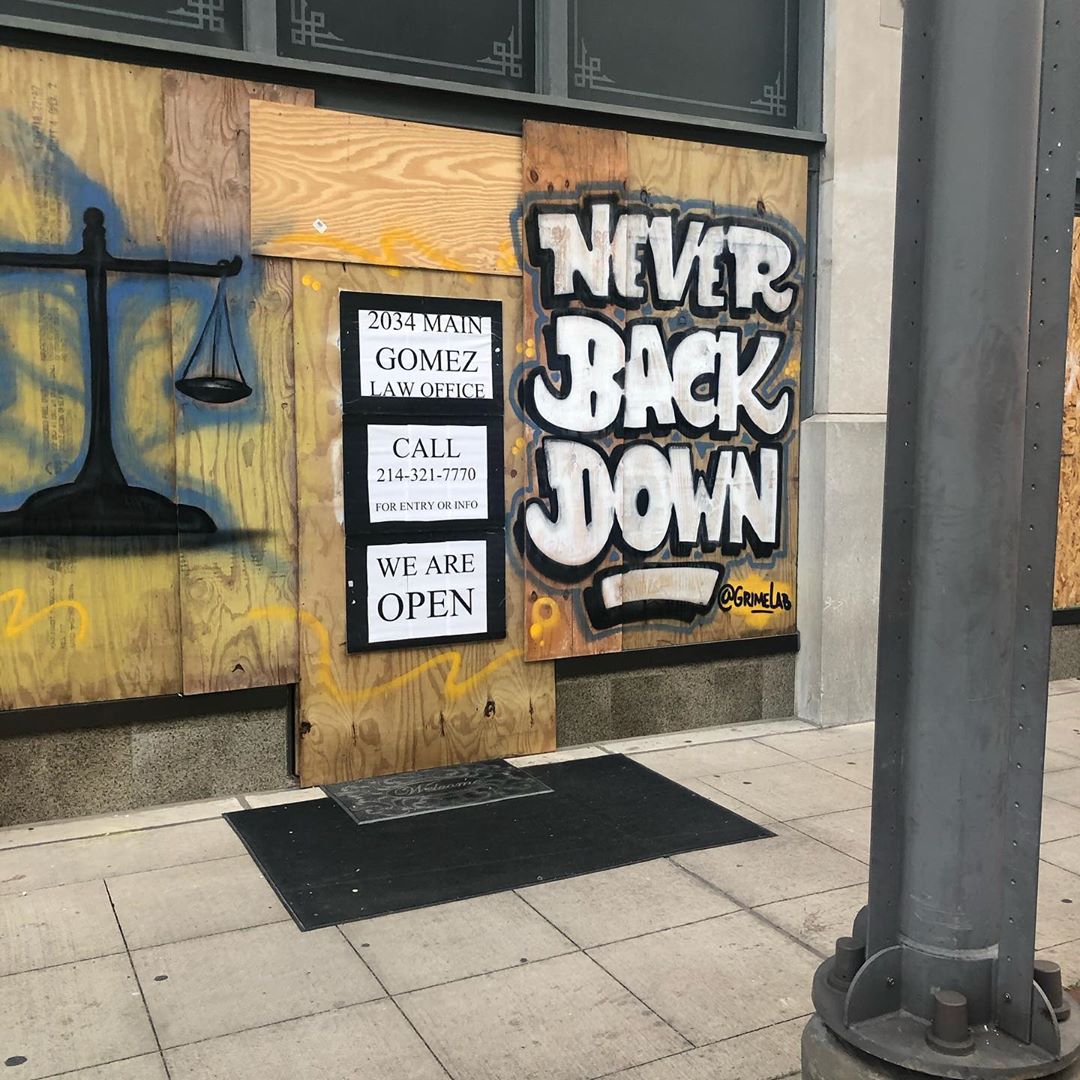 2034 MAIN
GOMEZ
LAW OFFICE
CALL
214-321-7770
FOR ENTRY OR INFO
WE ARE
OPEN
NEVER
BACK
DOWN
@GRIMELAB
Welcome